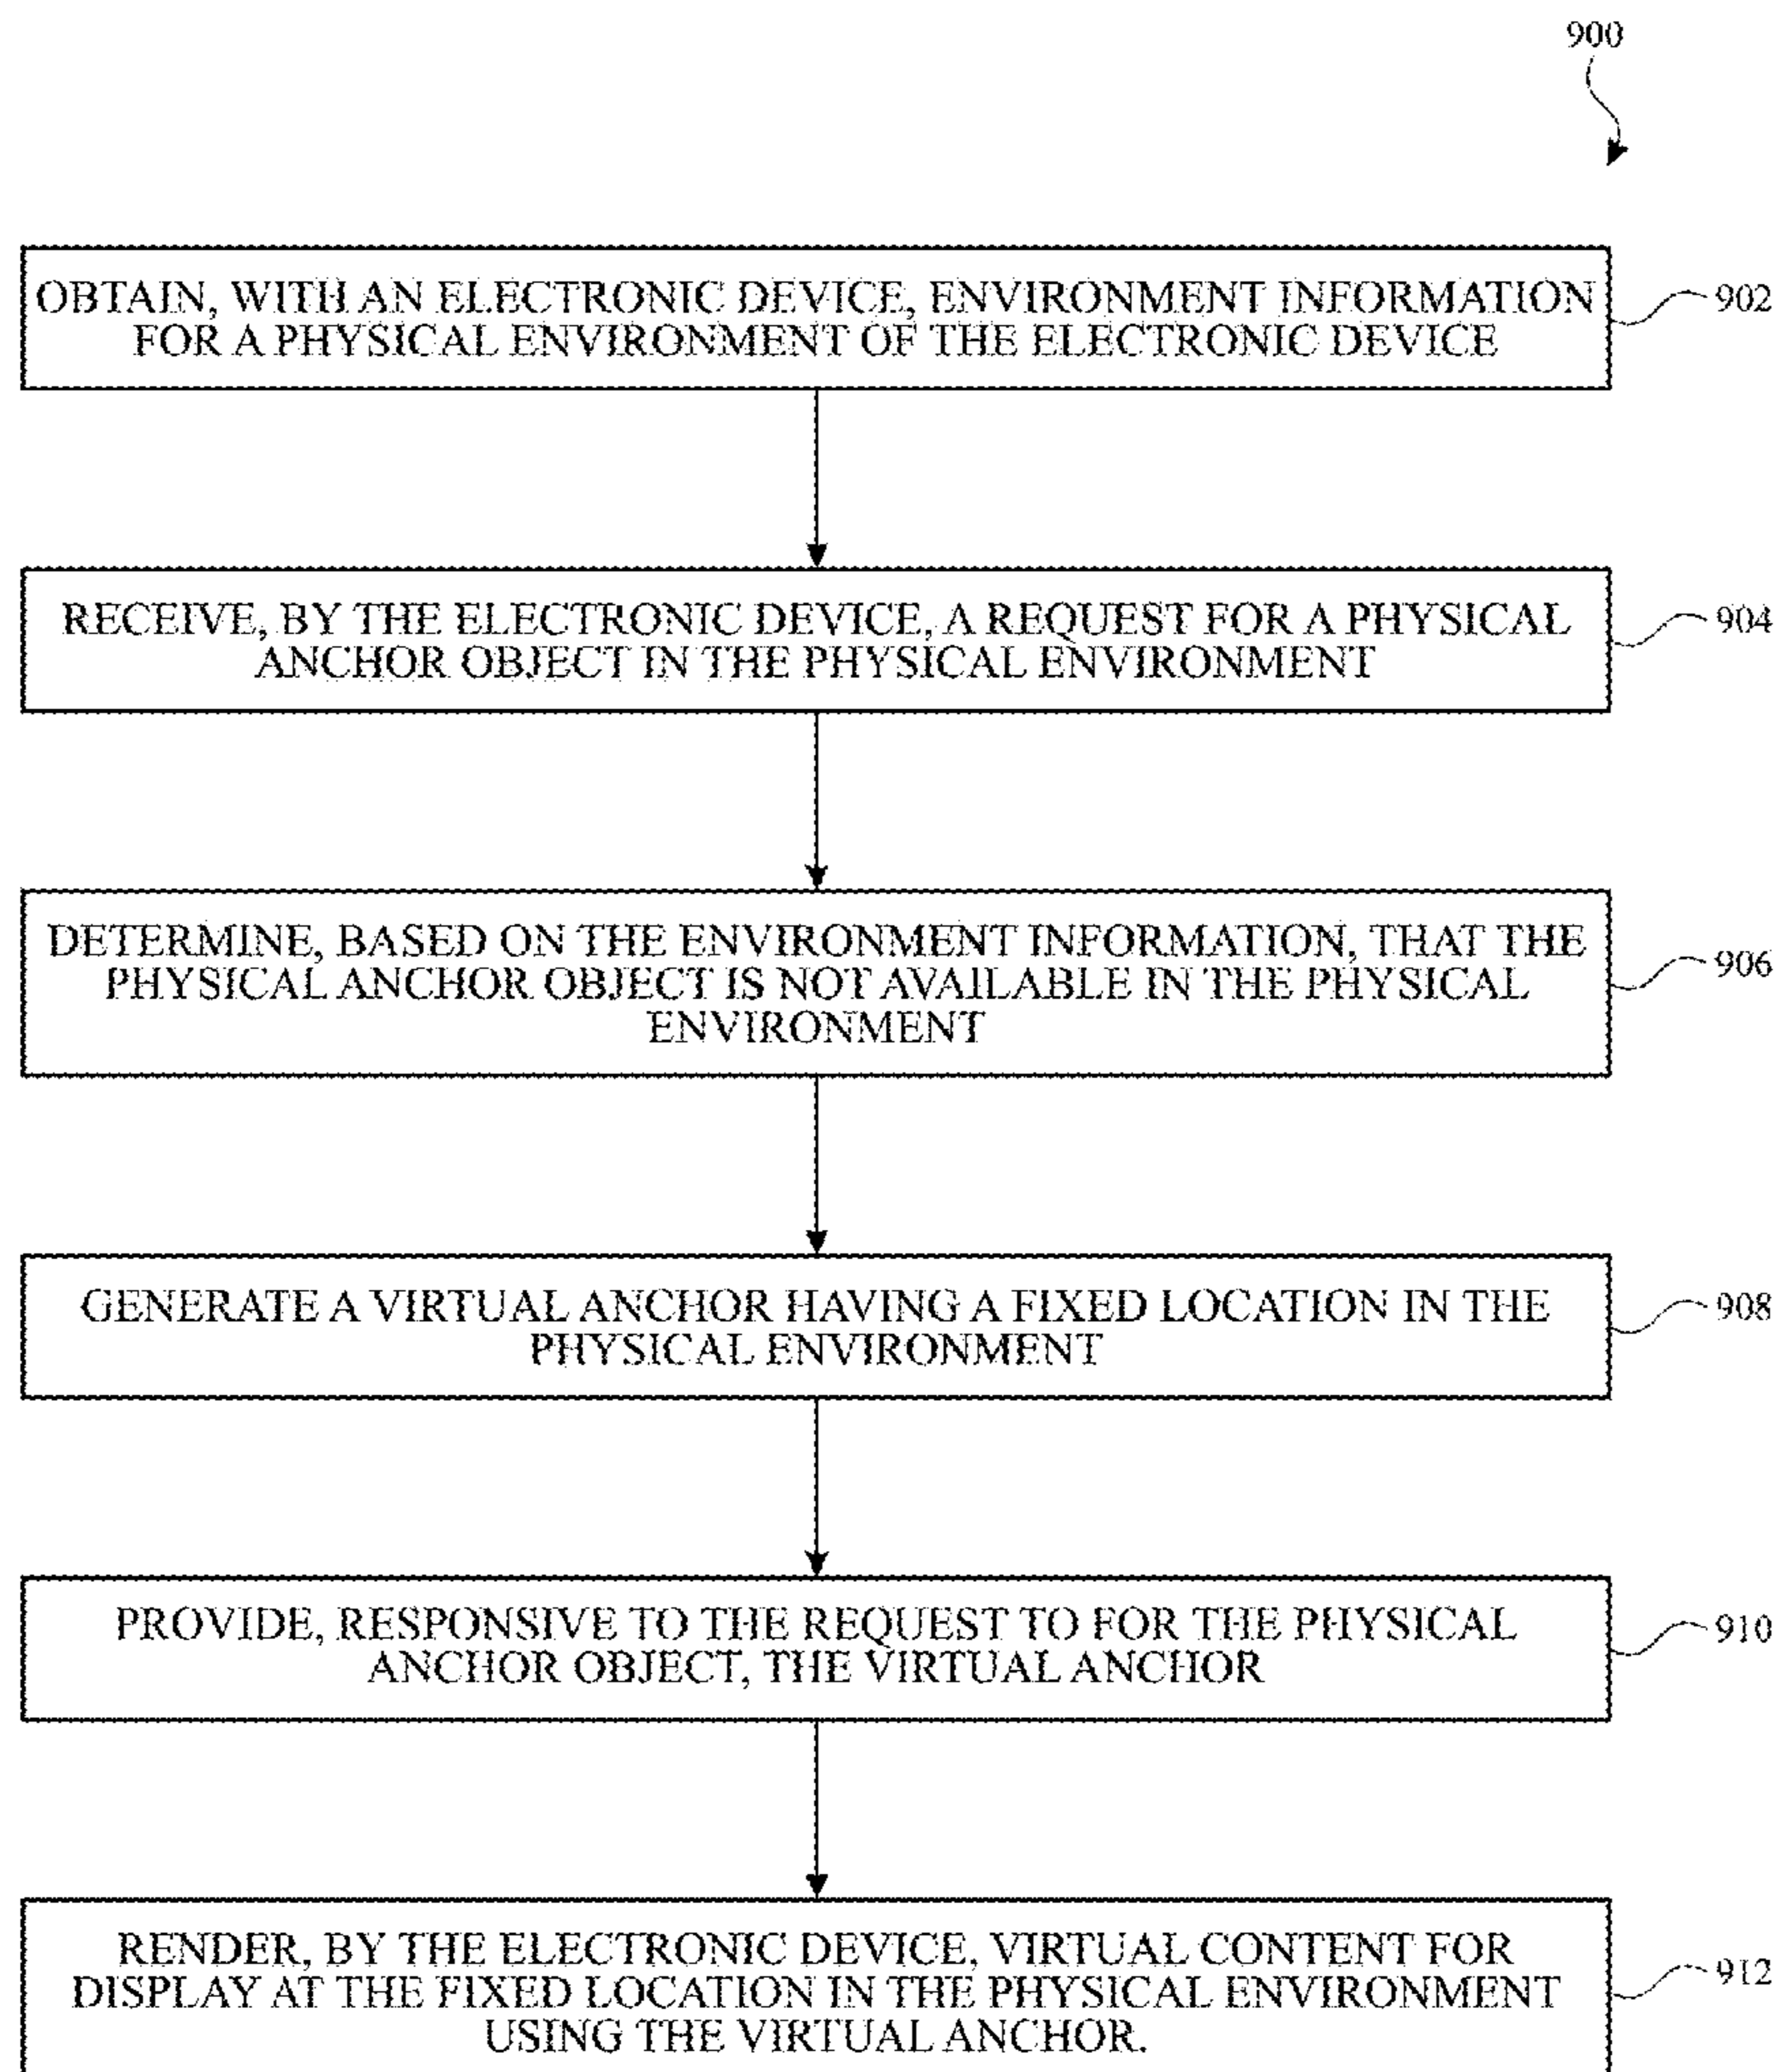 900
OBTAIN, WITH AN ELECTRONIC DEVICE, ENVIRONMENT INFORMATION
FOR A PHYSICAL ENVIRONMENT OF THE ELECTRONIC DEVICE
902
RECEIVE, BY THE ELECTRONIC DEVICE, A REQUEST FOR A PHYSICAL
ANCHOR OBJECT IN THE PHYSICAL ENVIRONMENT
904
DETERMINE, BASED ON THE ENVIRONMENT INFORMATION, THAT THE
PHYSICAL ANCHOR OBJECT IS NOT AVAILABLE IN THE PHYSICAL
ENVIRONMENT
906
GENERATE A VIRTUAL ANCHOR HAVING A FIXED LOCATION IN THE
PHYSICAL ENVIRONMENT
908
PROVIDE, RESPONSIVE TO THE REQUEST TO FOR THE PHYSICAL
ANCHOR OBJECT, THE VIRTUAL ANCHOR
910
RENDER, BY THE ELECTRONIC DEVICE, VIRTUAL CONTENT FOR
DISPLAY AT THE FIXED LOCATION IN THE PHYSICAL ENVIRONMENT
USING THE VIRTUAL ANCHOR.
912